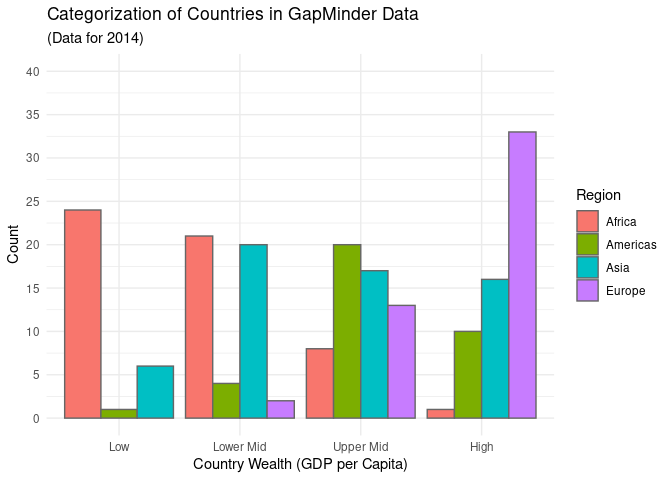 Categorization of Countries in GapMinder Data
(Data for 2014)
40
35
30
25
20
15
10
5
0
Count
Low
Lower Mid
Upper Mid
High
Country Wealth (GDP per Capita)
Region
Africa
Americas
Asia
Europe